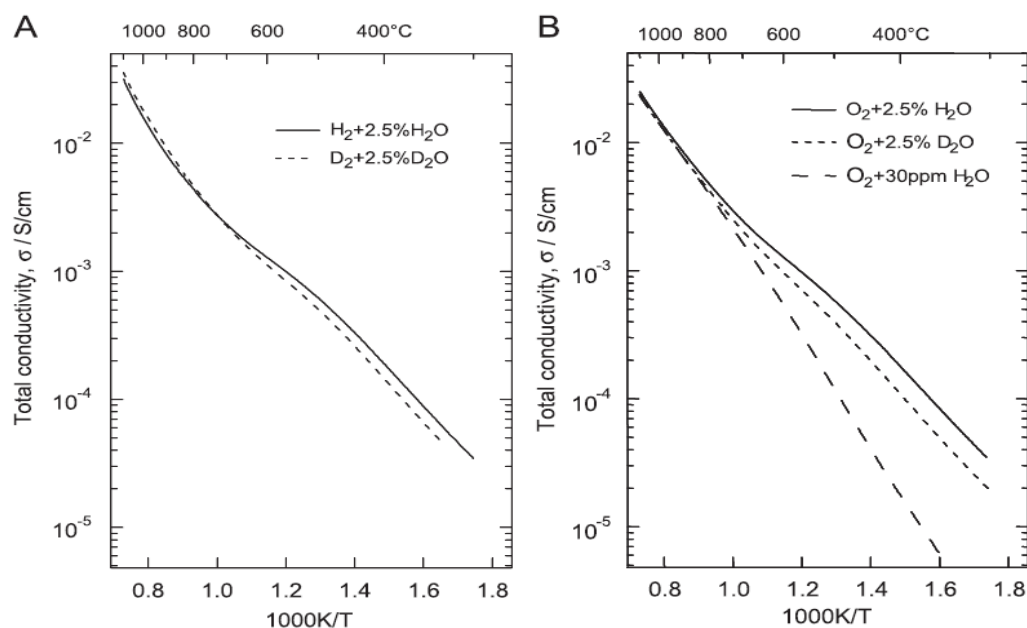 A
1000 800 600 400°C
H₂+2.5%H₂O
D₂+2.5%D₂O
Total conductivity, σ / S/cm
10⁻²
10⁻³
10⁻⁴
10⁻⁵
0.8 1.0 1.2 1.4 1.6 1.8
1000K/T
B
1000 800 600 400°C
O₂+2.5% H₂O
O₂+2.5% D₂O
O₂+30ppm H₂O
Total conductivity, σ / S/cm
10⁻²
10⁻³
10⁻⁴
10⁻⁵
0.8 1.0 1.2 1.4 1.6 1.8
1000K/T